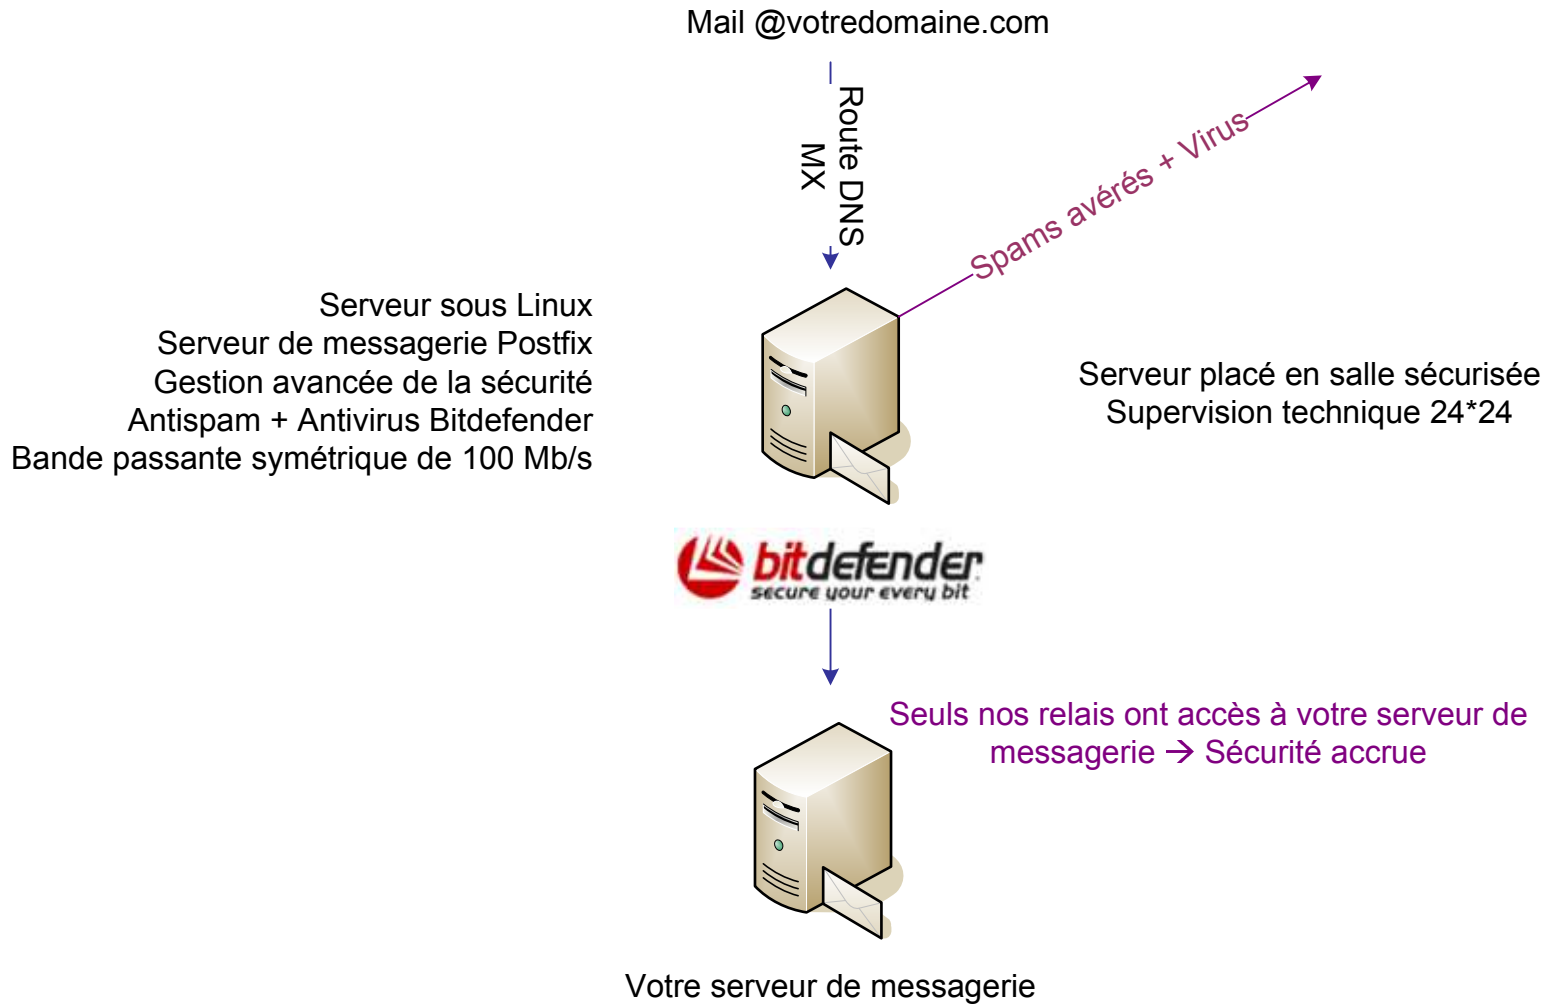 Mail @votredomaine.com
Route DNS
MX
Spams avérés + Virus
Serveur sous Linux
Serveur de messagerie Postfix
Gestion avancée de la sécurité
Antispam + Antivirus Bitdefender
Bande passante symétrique de 100 Mb/s
Serveur placé en salle sécurisée
Supervision technique 24*24
bitdefender
secure your every bit
Seuls nos relais ont accès à votre serveur de
messagerie → Sécurité accrue
Votre serveur de messagerie